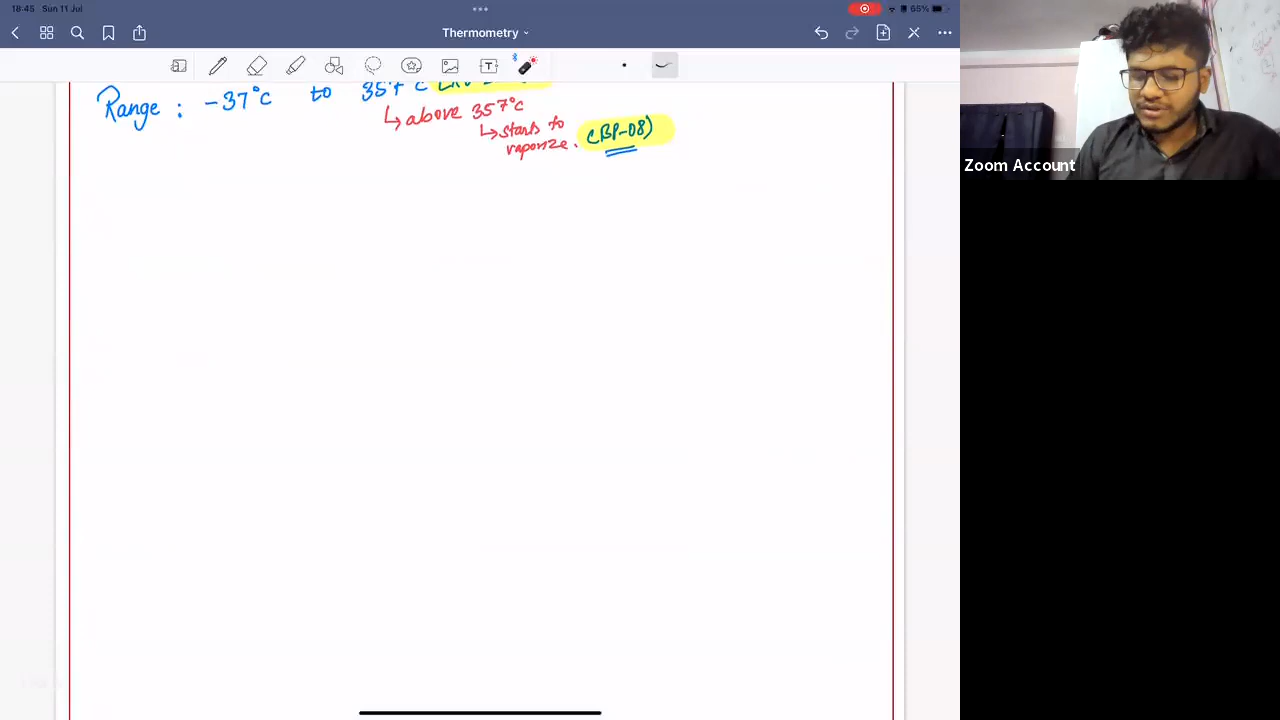 18:45 Sun 11 Jul
65%
Thermometry
T
Range : -37°C to 357°C
↳ above 357°C
↳ starts to
vaporize. (BP-08)
Zoom Account